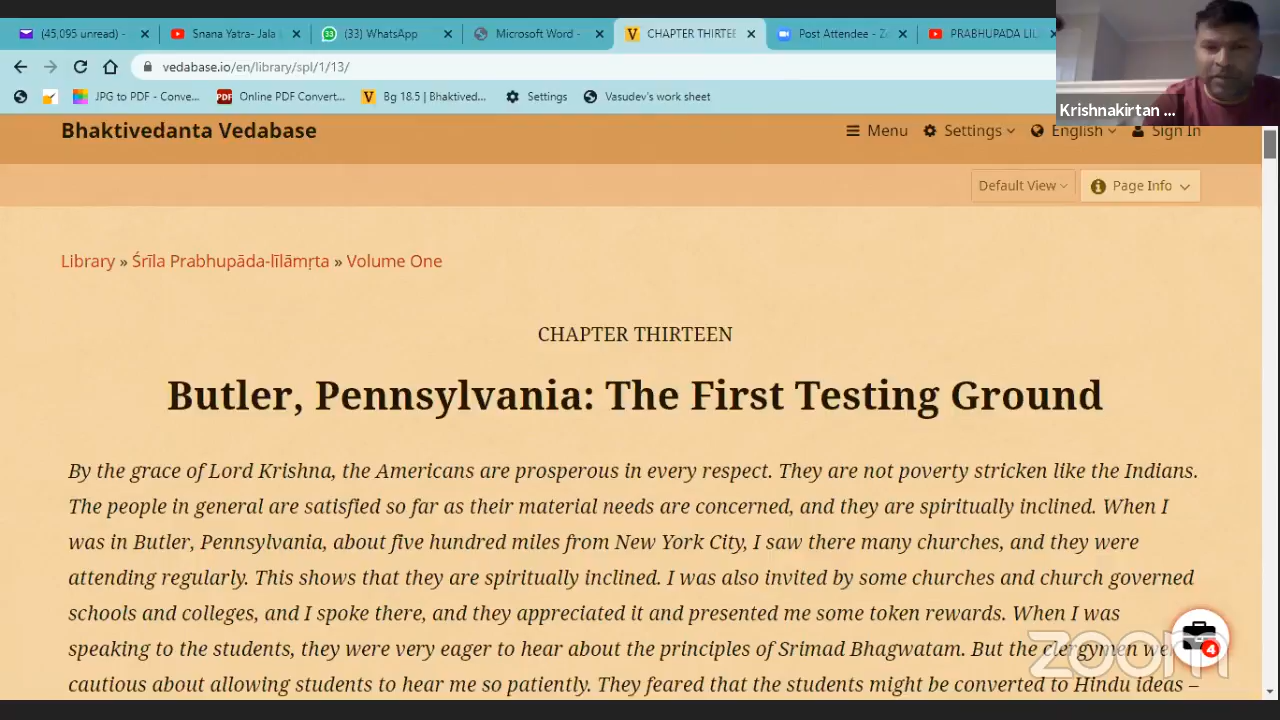 (45,095 unread) -
Snana Yatra- Jala
(33) WhatsApp
Microsoft Word -
CHAPTER THIRTEE
Post Attendee - Zo
PRABHUPADA LIL
vedabase.io/en/library/spl/1/13/
JPG to PDF - Conve...
PDF Online PDF Convert...
Bg 18.5 | Bhaktived...
Settings
Vasudev's work sheet
Krishnakirtan ...
Bhaktivedanta Vedabase
Menu
Settings
English
Sign In
Default View
Page Info
Library » Śrīla Prabhupāda-līlāmṛta » Volume One
CHAPTER THIRTEEN
Butler, Pennsylvania: The First Testing Ground
By the grace of Lord Krishna, the Americans are prosperous in every respect. They are not poverty stricken like the Indians.
The people in general are satisfied so far as their material needs are concerned, and they are spiritually inclined. When I
was in Butler, Pennsylvania, about five hundred miles from New York City, I saw there many churches, and they were
attending regularly. This shows that they are spiritually inclined. I was also invited by some churches and church governed
schools and colleges, and I spoke there, and they appreciated it and presented me some token rewards. When I was
speaking to the students, they were very eager to hear about the principles of Srimad Bhagwatam. But the clergymen were
cautious about allowing students to hear me so patiently. They feared that the students might be converted to Hindu ideas –
4
zoom